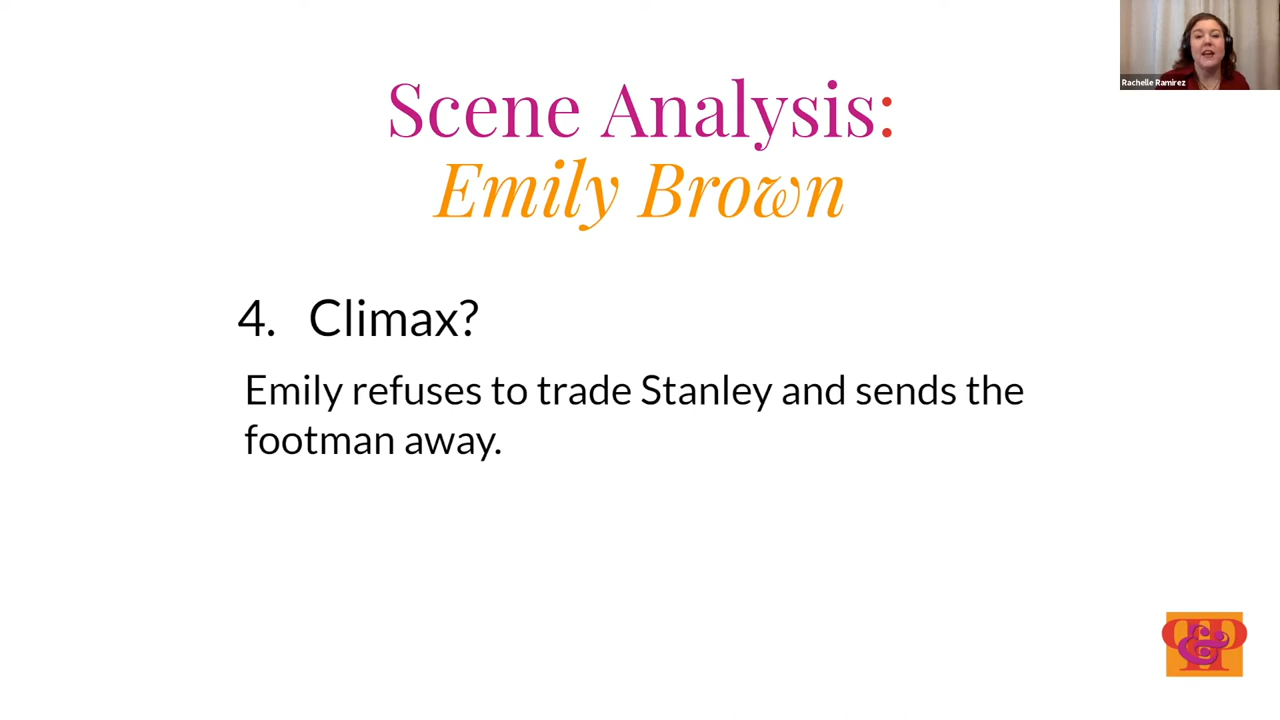 Rachelle Ramirez
Scene Analysis:
Emily Brown
4. Climax?
Emily refuses to trade Stanley and sends the
footman away.
P&P